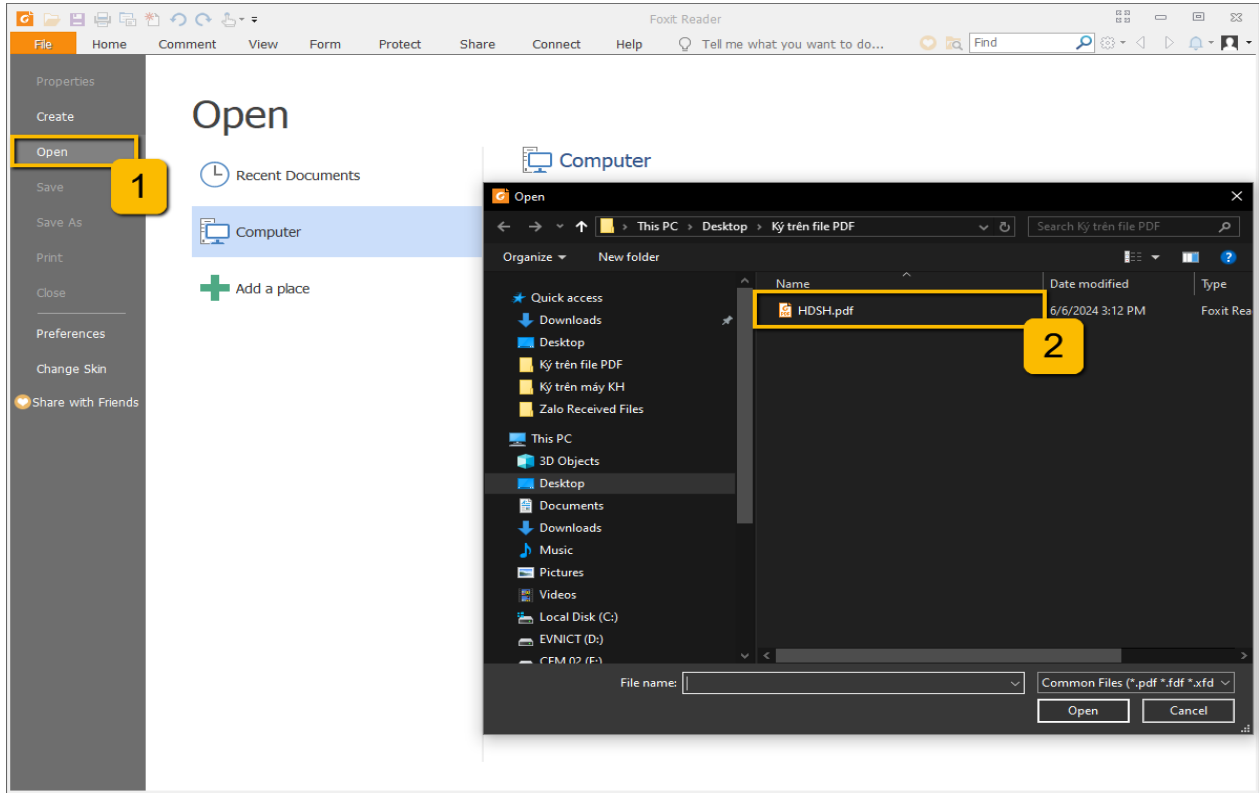 Foxit Reader
File Home Comment View Form Protect Share Connect Help Tell me what you want to do... Find
Properties
Create
Open
Save
Save As
Print
Close
Preferences
Change Skin
Share with Friends
1
Open
Recent Documents
Computer
Add a place
Computer
Open
This PC > Desktop > Ký trên file PDF
Search Ký trên file PDF
Organize New folder
Quick access
Downloads
Desktop
Ký trên file PDF
Ký trên máy KH
Zalo Received Files
This PC
3D Objects
Desktop
Documents
Downloads
Music
Pictures
Videos
Local Disk (C:)
EVNICT (D:)
CFM 02 (F:)
Name Date modified Type
HDSH.pdf 6/6/2024 3:12 PM Foxit Rea
2
File name: Common Files (*.pdf *.fdf *.xfd
Open Cancel